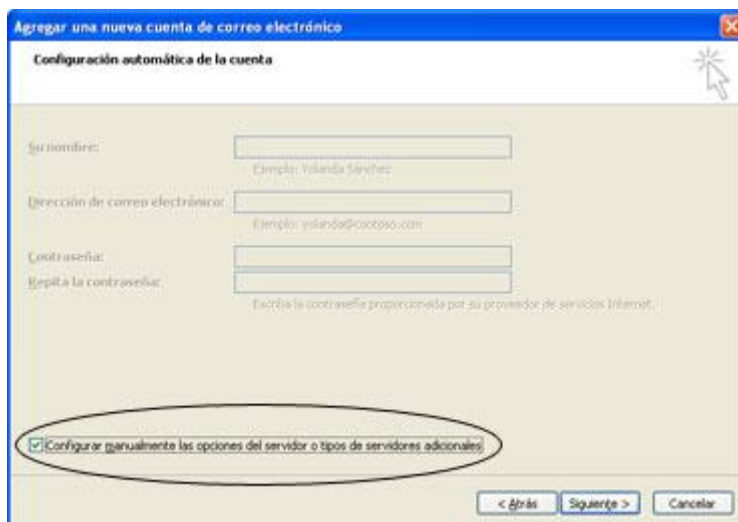 Agregar una nueva cuenta de correo electrónico
Configuración automática de la cuenta
Su nombre:
Ejemplo: Yolanda Sánchez
Dirección de correo electrónico:
Ejemplo: yolanda@contoso.com
Contraseña:
Repita la contraseña:
Escriba la contraseña proporcionada por su proveedor de servicios Internet.
Configurar manualmente las opciones del servidor o tipos de servidores adicionales
< Atrás Siguiente > Cancelar